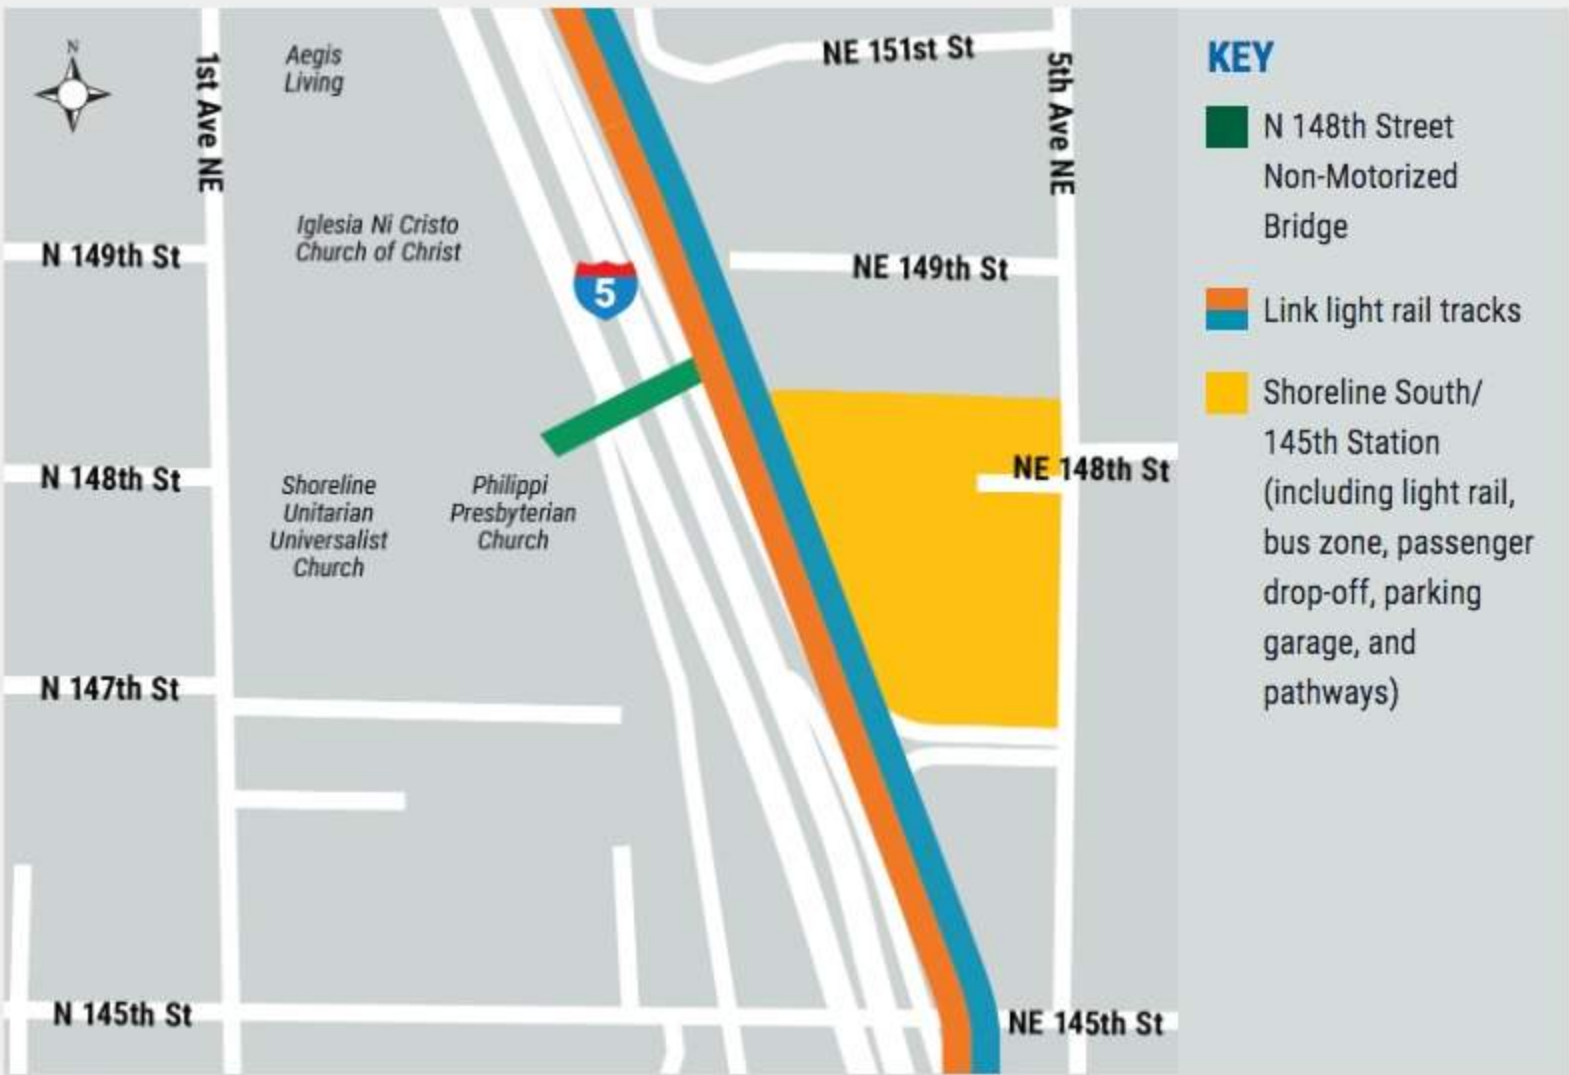 N
1st Ave NE
Aegis
Living
NE 151st St
5th Ave NE
Iglesia Ni Cristo
Church of Christ
N 149th St
5
NE 149th St
N 148th St
NE 148th St
Shoreline
Unitarian
Universalist
Church
Philippi
Presbyterian
Church
N 147th St
N 145th St
NE 145th St
KEY
N 148th Street
Non-Motorized
Bridge
Link light rail tracks
Shoreline South/
145th Station
(including light rail,
bus zone, passenger
drop-off, parking
garage, and
pathways)